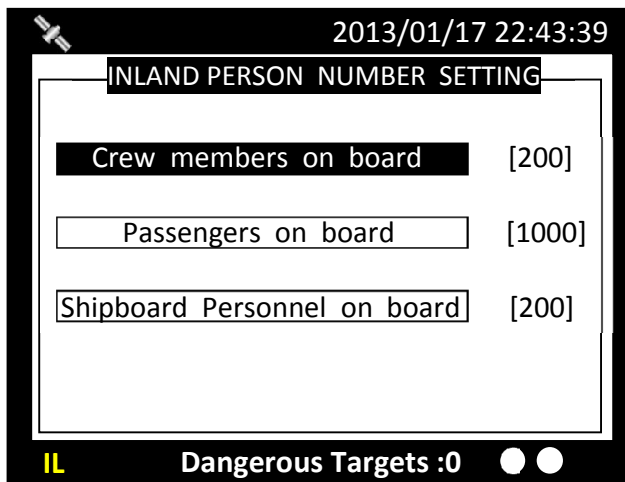 2013/01/17 22:43:39
INLAND PERSON NUMBER SETTING
Crew members on board [200]
Passengers on board [1000]
Shipboard Personnel on board [200]
IL Dangerous Targets :0